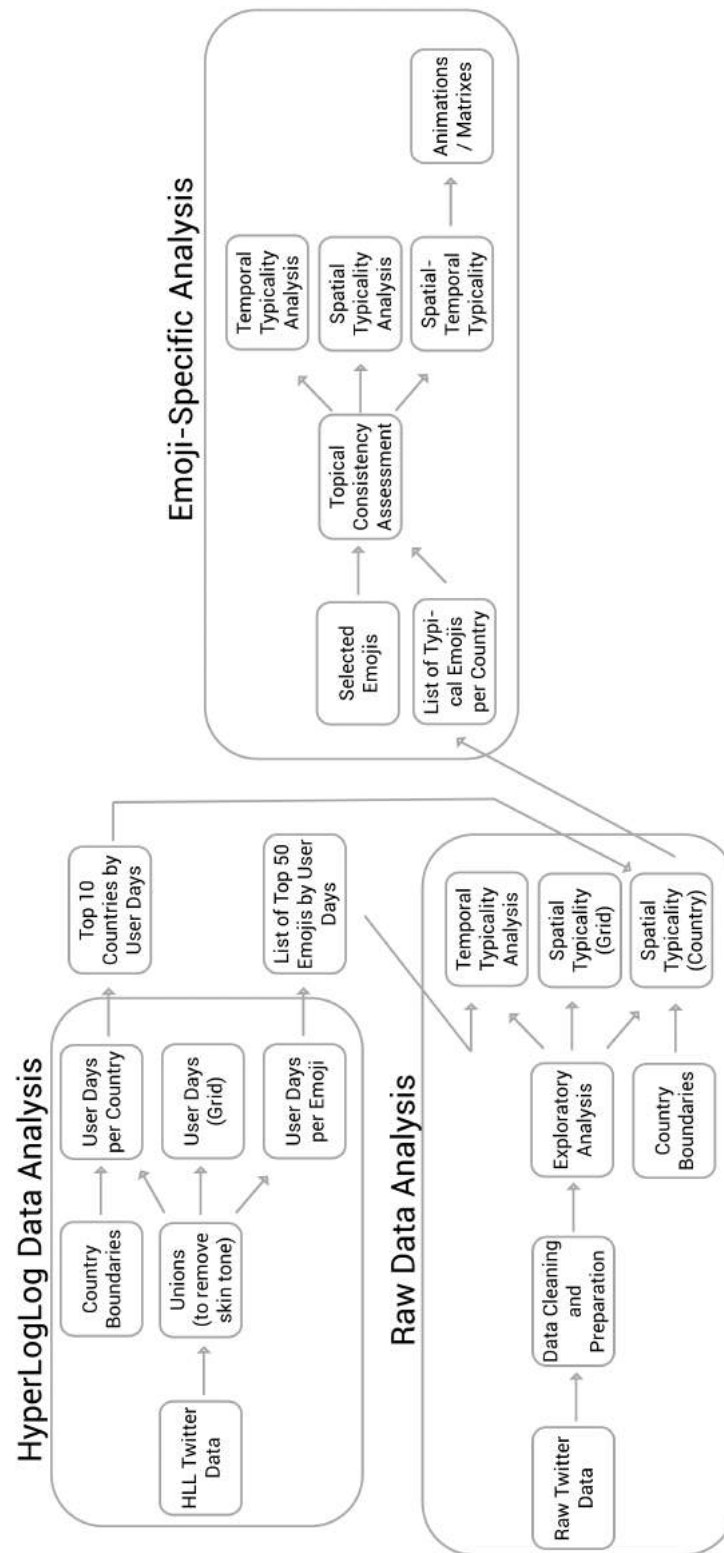 HyperLogLog Data Analysis
HLL Twitter
Data
Country
Boundaries
Unions
(to remove
skin tone)
User Days
per Country
User Days
(Grid)
User Days
per Emoji
Top 10
Countries by
User Days
List of Top 50
Emojis by User
Days
Raw Data Analysis
Raw Twitter
Data
Data Cleaning
and
Preparation
Exploratory
Analysis
Country
Boundaries
Temporal
Typicality
Analysis
Spatial
Typicality
(Grid)
Spatial
Typicality
(Country)
Emoji-Specific Analysis
Selected
Emojis
List of Typi-
cal Emojis
per Country
Topical
Consistency
Assessment
Temporal
Typicality
Analysis
Spatial
Typicality
Analysis
Spatial-
Temporal
Typicality
Animations
/ Matrixes